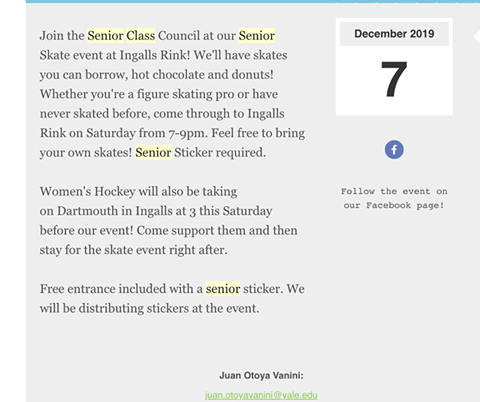 Join the Senior Class Council at our Senior
Skate event at Ingalls Rink! We'll have skates
you can borrow, hot chocolate and donuts!
Whether you're a figure skating pro or have
never skated before, come through to Ingalls
Rink on Saturday from 7-9pm. Feel free to bring
your own skates! Senior Sticker required.
Women's Hockey will also be taking
on Dartmouth in Ingalls at 3 this Saturday
before our event! Come support them and then
stay for the skate event right after.
Free entrance included with a senior sticker. We
will be distributing stickers at the event.
December 2019
7
f
Follow the event on
our Facebook page!
Juan Otoya Vanini:
juan.otoyavanini@yale.edu